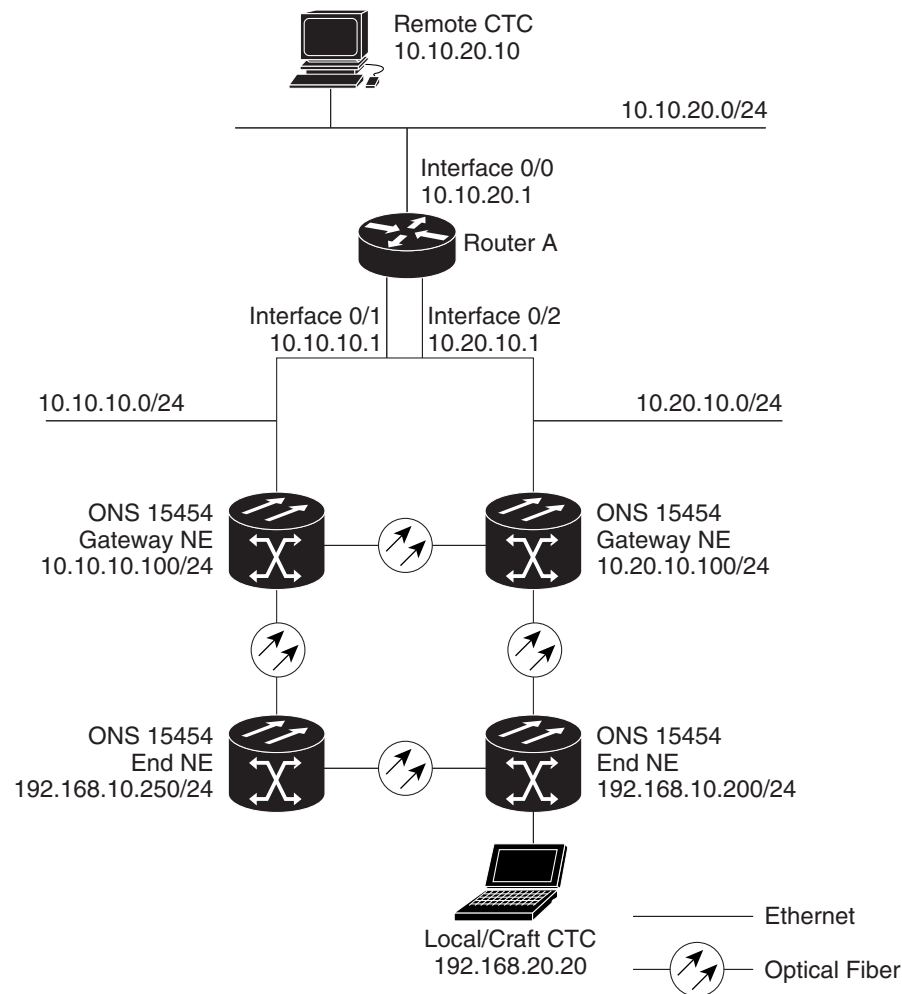 Remote CTC
10.10.20.10
10.10.20.0/24
Interface 0/0
10.10.20.1
Router A
Interface 0/1
10.10.10.1
Interface 0/2
10.20.10.1
10.10.10.0/24
10.20.10.0/24
ONS 15454
Gateway NE
10.10.10.100/24
ONS 15454
Gateway NE
10.20.10.100/24
ONS 15454
End NE
192.168.10.250/24
ONS 15454
End NE
192.168.10.200/24
Local/Craft CTC
192.168.20.20
Ethernet
Optical Fiber